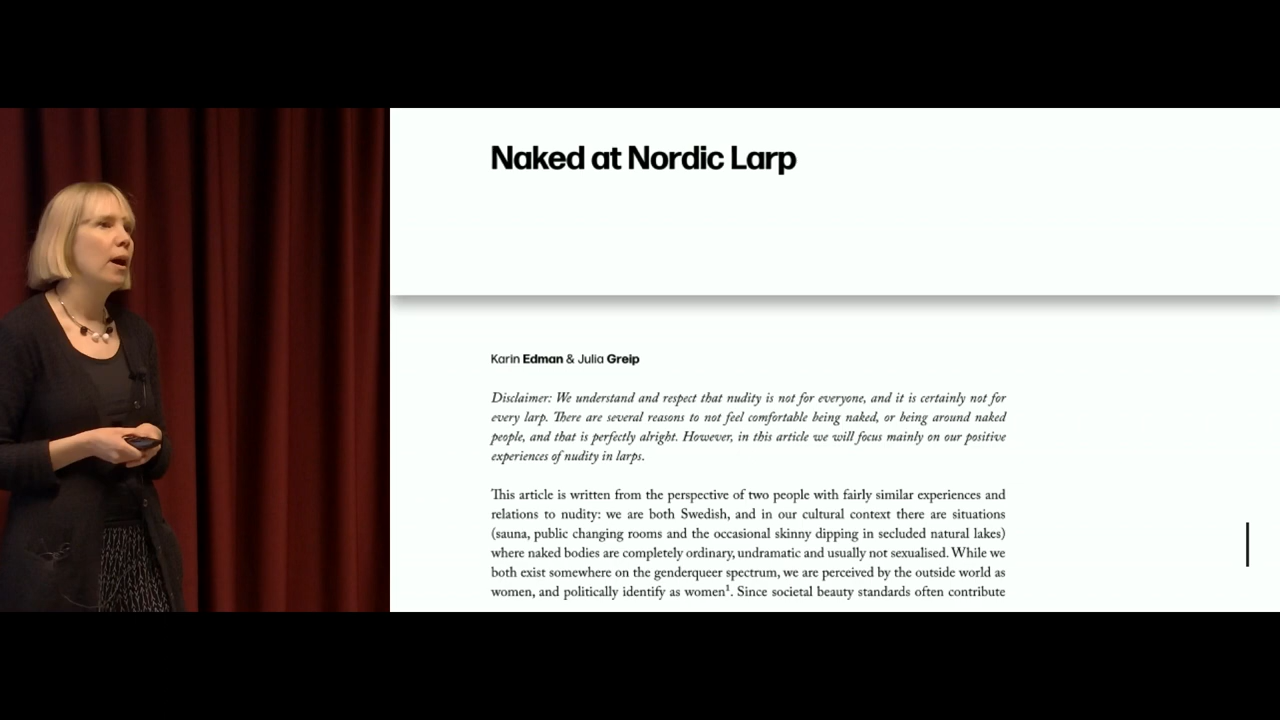 Naked at Nordic Larp
Karin Edman & Julia Greip
Disclaimer: We understand and respect that nudity is not for everyone, and it is certainly not for
every larp. There are several reasons to not feel comfortable being naked, or being around naked
people, and that is perfectly alright. However, in this article we will focus mainly on our positive
experiences of nudity in larps.
This article is written from the perspective of two people with fairly similar experiences and
relations to nudity: we are both Swedish, and in our cultural context there are situations
(sauna, public changing rooms and the occasional skinny dipping in secluded natural lakes)
where naked bodies are completely ordinary, undramatic and usually not sexualised. While we
both exist somewhere on the genderqueer spectrum, we are perceived by the outside world as
women, and politically identify as women¹. Since societal beauty standards often contribute